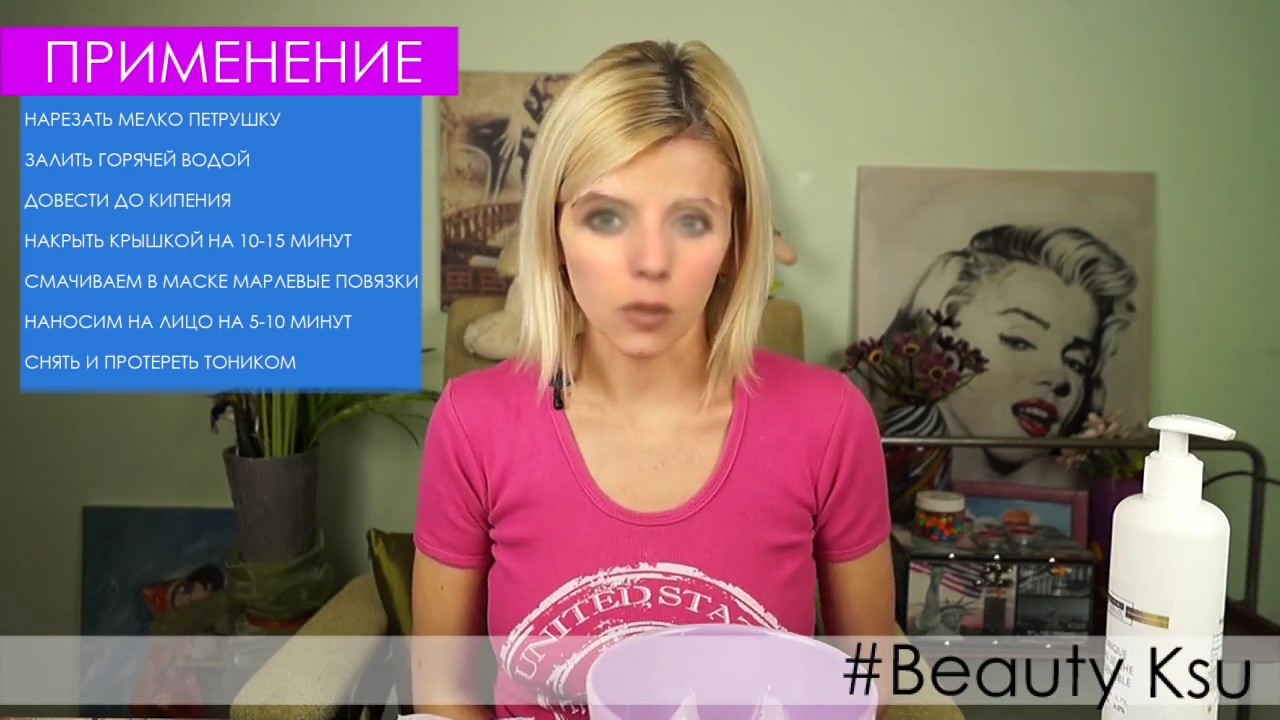 ПРИМЕНЕНИЕ
НАРЕЗАТЬ МЕЛКО ПЕТРУШКУ
ЗАЛИТЬ ГОРЯЧЕЙ ВОДОЙ
ДОВЕСТИ ДО КИПЕНИЯ
НАКРЫТЬ КРЫШКОЙ НА 10-15 МИНУТ
СМАЧИВАЕМ В МАСКЕ МАРЛЕВЫЕ ПОВЯЗКИ
НАНОСИМ НА ЛИЦО НА 5-10 МИНУТ
СНЯТЬ И ПРОТЕРЕТЬ ТОНИКОМ
UNITED STA
#Beauty Ksu